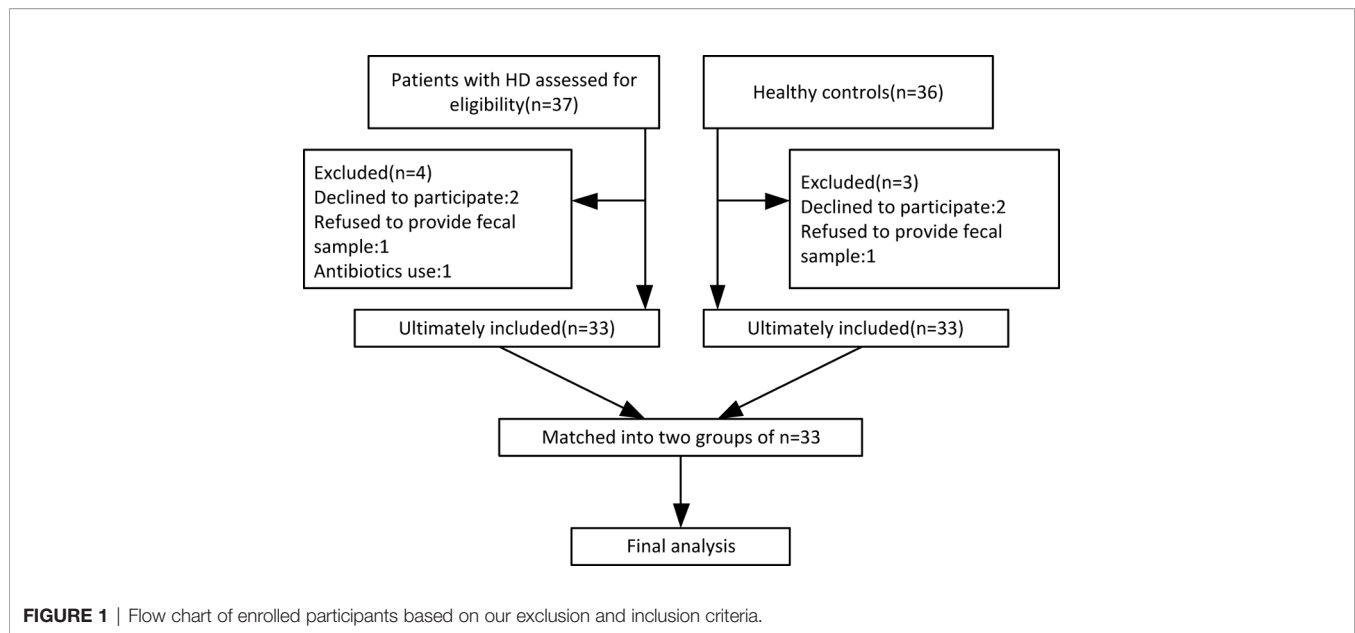 Patients with HD assessed for
eligibility(n=37)
Healthy controls(n=36)
Excluded(n=4)
Declined to participate:2
Refused to provide fecal
sample:1
Antibiotics use:1
Excluded(n=3)
Declined to participate:2
Refused to provide fecal
sample:1
Ultimately included(n=33)
Ultimately included(n=33)
Matched into two groups of n=33
Final analysis
FIGURE 1 | Flow chart of enrolled participants based on our exclusion and inclusion criteria.